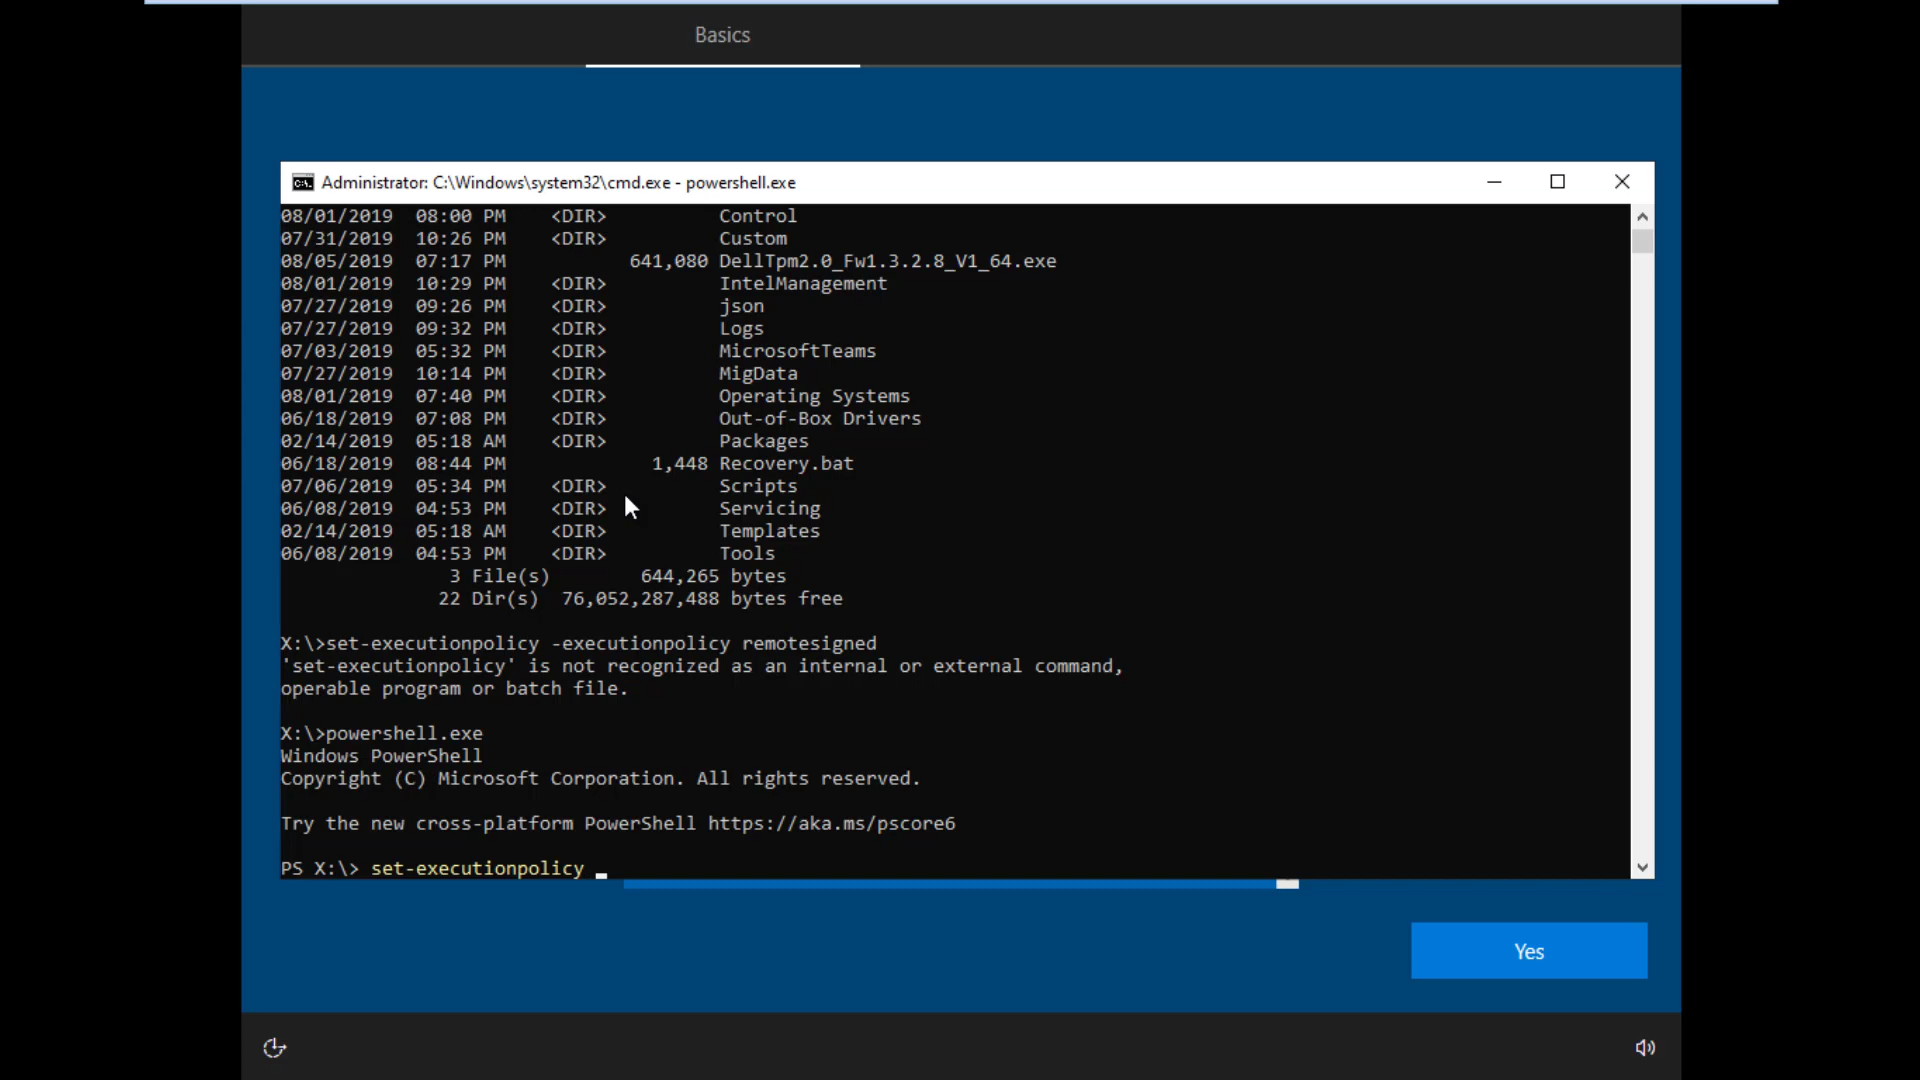 Basics
Administrator: C:\Windows\system32\cmd.exe - powershell.exe
08/01/2019  08:00 PM    <DIR>          Control
07/31/2019  10:26 PM    <DIR>          Custom
08/05/2019  07:17 PM           641,080 DellTpm2.0_Fw1.3.2.8_V1_64.exe
08/01/2019  10:29 PM    <DIR>          IntelManagement
07/27/2019  09:26 PM    <DIR>          json
07/27/2019  09:32 PM    <DIR>          Logs
07/03/2019  05:32 PM    <DIR>          MicrosoftTeams
07/27/2019  10:14 PM    <DIR>          MigData
08/01/2019  07:40 PM    <DIR>          Operating Systems
06/18/2019  07:08 PM    <DIR>          Out-of-Box Drivers
02/14/2019  05:18 AM    <DIR>          Packages
06/18/2019  08:44 PM             1,448 Recovery.bat
07/06/2019  05:34 PM    <DIR>          Scripts
06/08/2019  04:53 PM    <DIR>          Servicing
02/14/2019  05:18 AM    <DIR>          Templates
06/08/2019  04:53 PM    <DIR>          Tools
3 File(s)        644,265 bytes
22 Dir(s)  76,052,287,488 bytes free
X:\>set-executionpolicy -executionpolicy remotesigned
'set-executionpolicy' is not recognized as an internal or external command,
operable program or batch file.
X:\>powershell.exe
Windows PowerShell
Copyright (C) Microsoft Corporation. All rights reserved.
Try the new cross-platform PowerShell https://aka.ms/pscore6
PS X:\> set-executionpolicy
Yes